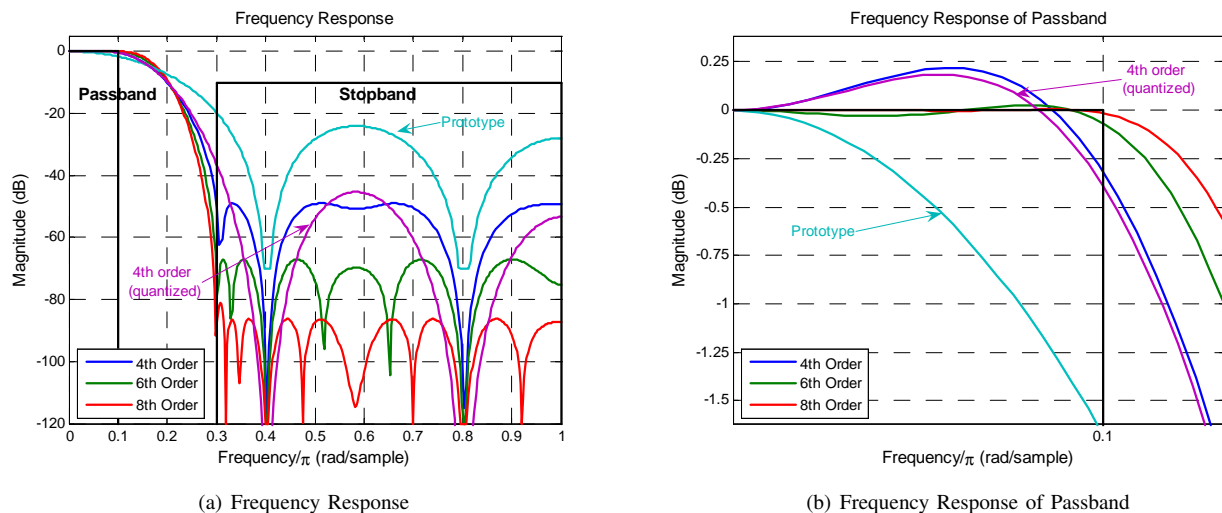 Frequency Response
0
-20
-40
-60
-80
-100
-120
Magnitude (dB)
Passband
Stopband
Prototype
4th order
(quantized)
4th Order
6th Order
8th Order
0 0.1 0.2 0.3 0.4 0.5 0.6 0.7 0.8 0.9 1
Frequency/π (rad/sample)
(a) Frequency Response
Frequency Response of Passband
0.25
0
-0.25
-0.5
-0.75
-1
-1.25
-1.5
Magnitude (dB)
4th order
(quantized)
Prototype
4th Order
6th Order
8th Order
0.1
Frequency/π (rad/sample)
(b) Frequency Response of Passband